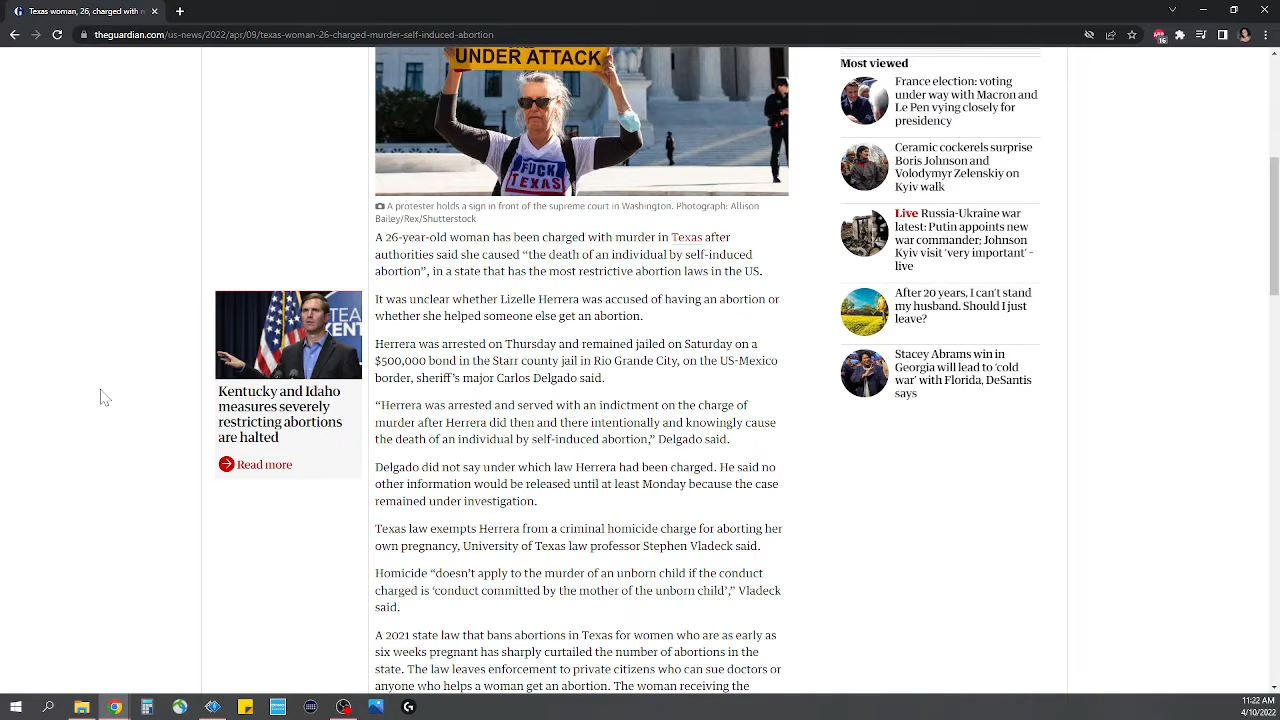 Texas woman, 26, charged with m
theguardian.com/us-news/2022/apr/09/texas-woman-26-charged-murder-self-induced-abortion
16
UNDER ATTACK
FUCK
TEXAS
A protester holds a sign in front of the supreme court in Washington. Photograph: Allison
Bailey/Rex/Shutterstock
A 26-year-old woman has been charged with murder in Texas after
authorities said she caused “the death of an individual by self-induced
abortion”, in a state that has the most restrictive abortion laws in the US.
It was unclear whether Lizelle Herrera was accused of having an abortion or
whether she helped someone else get an abortion.
Herrera was arrested on Thursday and remained jailed on Saturday on a
$500,000 bond in the Starr county jail in Rio Grande City, on the US-Mexico
border, sheriff’s major Carlos Delgado said.
“Herrera was arrested and served with an indictment on the charge of
murder after Herrera did then and there intentionally and knowingly cause
the death of an individual by self-induced abortion,” Delgado said.
Delgado did not say under which law Herrera had been charged. He said no
other information would be released until at least Monday because the case
remained under investigation.
Texas law exempts Herrera from a criminal homicide charge for aborting her
own pregnancy, University of Texas law professor Stephen Vladeck said.
Homicide “doesn’t apply to the murder of an unborn child if the conduct
charged is ‘conduct committed by the mother of the unborn child’,” Vladeck
said.
A 2021 state law that bans abortions in Texas for women who are as early as
six weeks pregnant has sharply curtailed the number of abortions in the
state. The law leaves enforcement to private citizens who can sue doctors or
anyone who helps a woman get an abortion. The woman receiving the
TEAM
KENT
Kentucky and Idaho
measures severely
restricting abortions
are halted
Read more
Most viewed
France election: voting
under way with Macron and
Le Pen vying closely for
presidency
Ceramic cockerels surprise
Boris Johnson and
Volodymyr Zelenskiy on
Kyiv walk
Live Russia-Ukraine war
latest: Putin appoints new
war commander; Johnson
Kyiv visit ‘very important’ –
live
After 20 years, I can’t stand
my husband. Should I just
leave?
Stacey Abrams win in
Georgia will lead to ‘cold
war’ with Florida, DeSantis
says
11:22 AM
4/10/2022